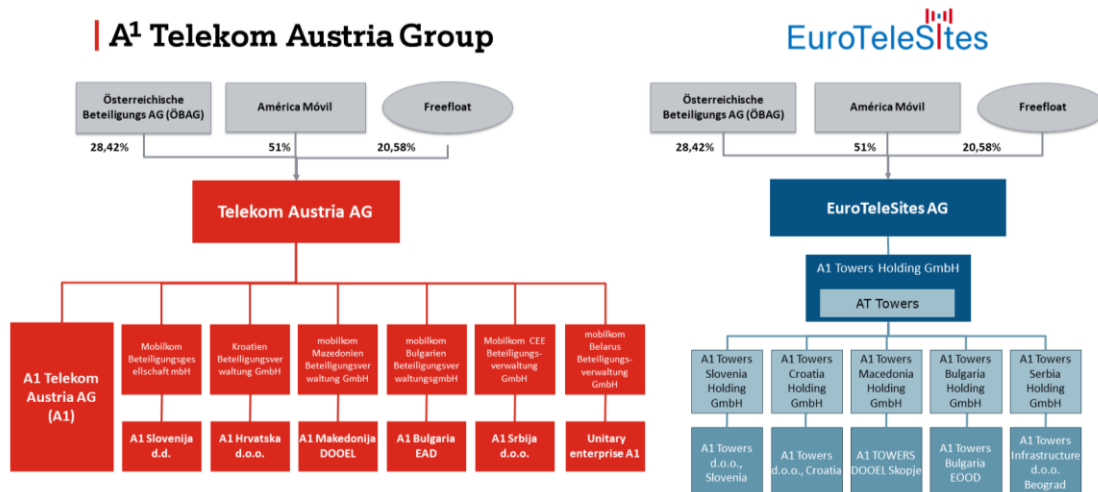 A¹ Telekom Austria Group
Österreichische
Beteiligungs AG (ÖBAG)
América Móvil
Freefloat
28,42%
51%
20,58%
Telekom Austria AG
A1 Telekom
Austria AG
(A1)
Mobilkom
Beteiligungsges
ellschaft mbH
Kroatien
Beteiligungsver
waltung GmbH
mobilkom
Mazedonien
Beteiligungsver
waltung GmbH
mobilkom
Bulgarien
Beteiligungsver
waltungsgmbH
Mobilkom CEE
Beteiligungs-
verwaltung
GmbH
mobilkom
Belarus
Beteiligungs-
verwaltung
GmbH
A1 Slovenija
d.d.
A1 Hrvatska
d.o.o.
A1 Makedonija
DOOEL
A1 Bulgaria
EAD
A1 Srbija
d.o.o.
Unitary
enterprise A1
EuroTeleSites
Österreichische
Beteiligungs AG (ÖBAG)
América Móvil
Freefloat
28,42%
51%
20,58%
EuroTeleSites AG
A1 Towers Holding GmbH
AT Towers
A1 Towers
Slovenia
Holding
GmbH
A1 Towers
Croatia
Holding
GmbH
A1 Towers
Macedonia
Holding
GmbH
A1 Towers
Bulgaria
Holding
GmbH
A1 Towers
Serbia
Holding
GmbH
A1 Towers
d.o.o.,
Slovenia
A1 Towers
d.o.o., Croatia
A1 TOWERS
DOOEL Skopje
A1 Towers
Bulgaria
EOOD
A1 Towers
Infrastructure
d.o.o.
Beograd